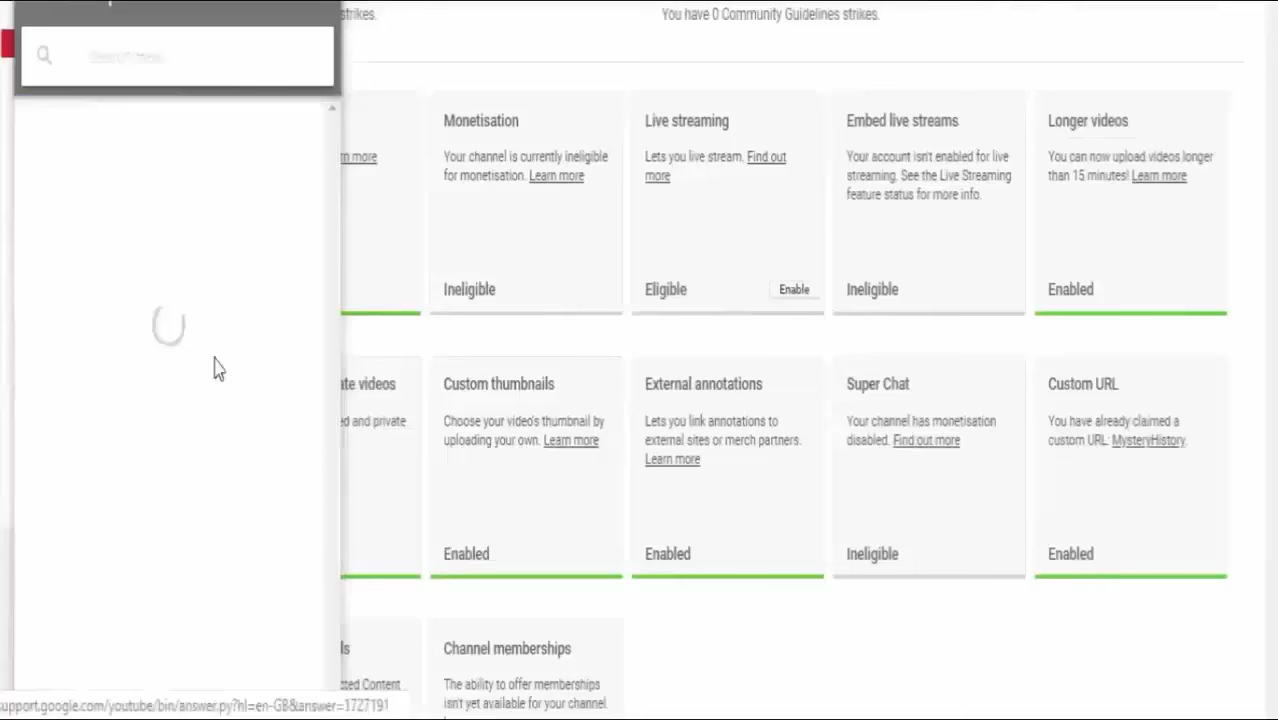 strikes.
You have 0 Community Guidelines strikes.
rn more
Monetisation
Your channel is currently ineligible
for monetisation. Learn more
Ineligible
Live streaming
Lets you live stream. Find out
more
Eligible
Enable
Embed live streams
Your account isn't enabled for live
streaming. See the Live Streaming
feature status for more info.
Ineligible
Longer videos
You can now upload videos longer
than 15 minutes! Learn more
Enabled
ate videos
ed and private
Custom thumbnails
Choose your video's thumbnail by
uploading your own. Learn more
Enabled
External annotations
Lets you link annotations to
external sites or merch partners.
Learn more
Enabled
Super Chat
Your channel has monetisation
disabled. Find out more
Ineligible
Custom URL
You have already claimed a
custom URL: MysteryHistory.
Enabled
ls
cted Content
Channel memberships
The ability to offer memberships
isn't yet available for your channel.
support.google.com/youtube/bin/answer.py?hl=en-GB&answer=1727191